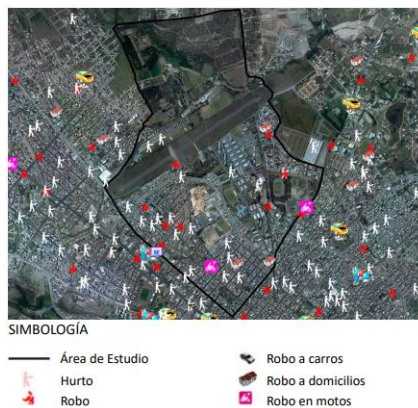 SIMBOLOGÍA
Área de Estudio
Robo a carros
Hurto
Robo a domicilios
Robo
Robo en motos